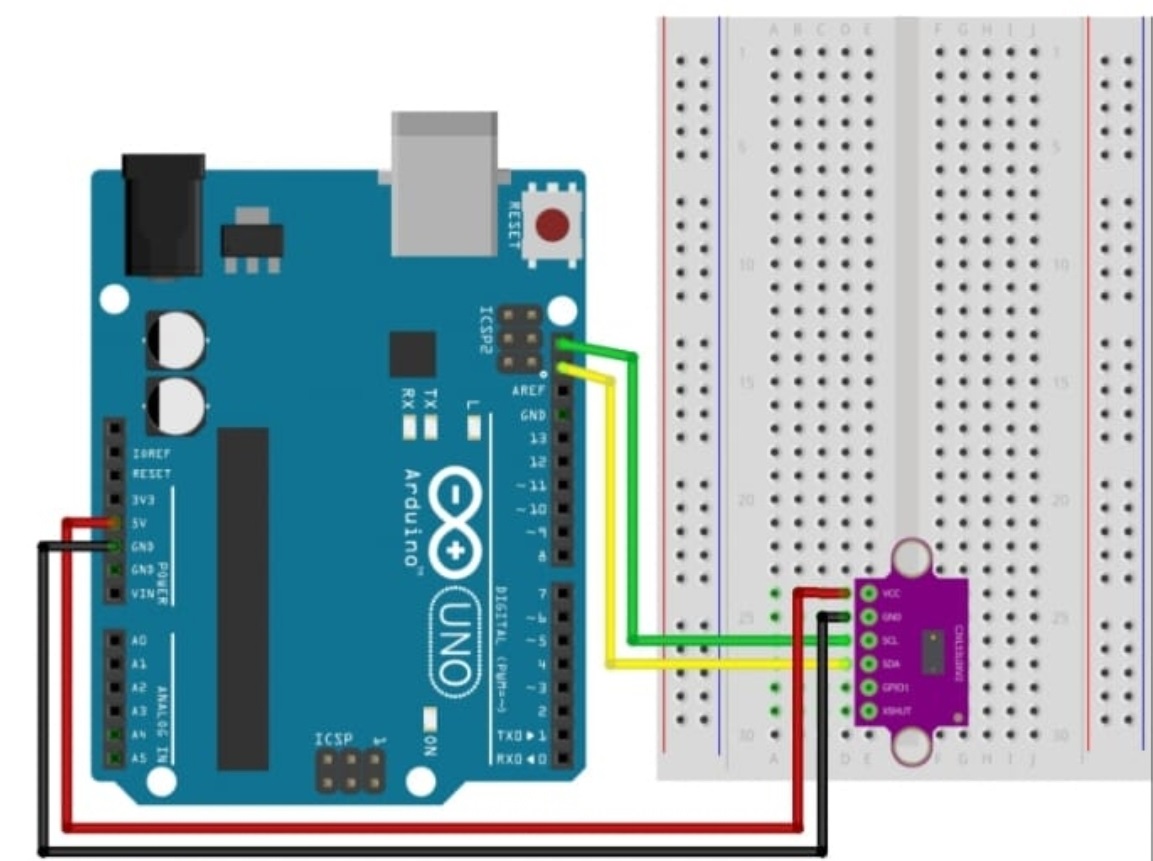 A B C D E F G H I J
1 1
5 5
10 10
15 15
20 20
25 25
30 30
A D E F G H I J
RESET
ICSP2
AREF
GND
13
12
~11
~10
~9
8
7
~6
~5
4
~3
2
TX0▶1
RX0◀0
DIGITAL (PWM=~)
RX TX L
Arduino™
UNO
ON
ICSP 1
IOREF
RESET
3V3
5V
GND
GND
VIN
POWER
A0
A1
A2
A3
A4
A5
ANALOG IN
VCC
GND
SCL
SDA
GPIO1
XSHUT